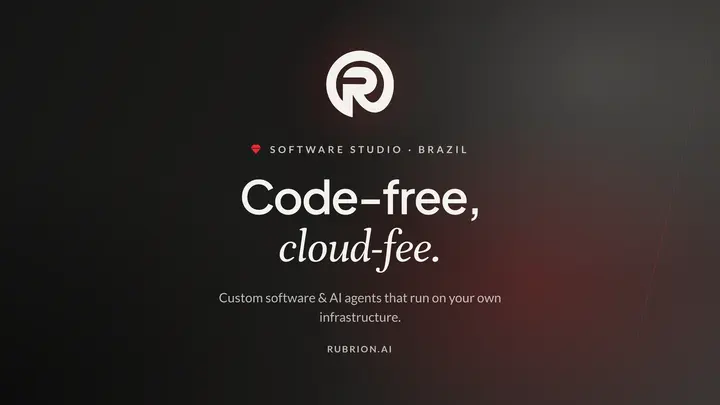 SOFTWARE STUDIO · BRAZIL
Code-free,
cloud-fee.
Custom software & AI agents that run on your own
infrastructure.
RUBRION.AI